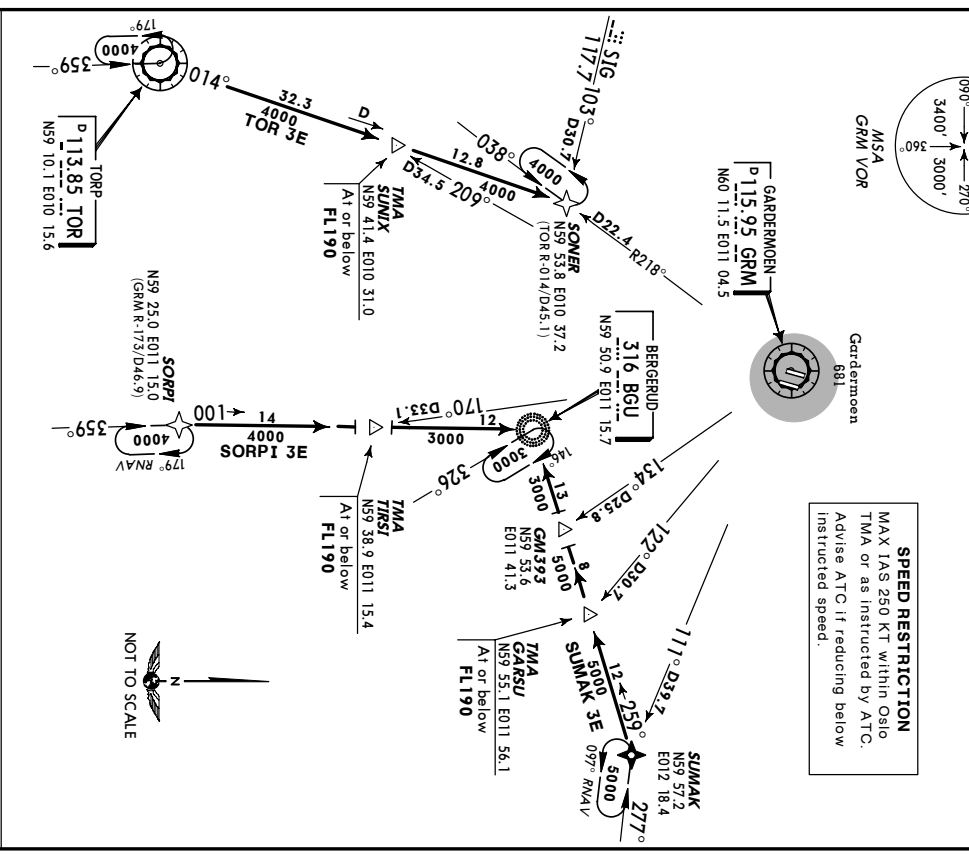 090°
270°
3400'
360°
3000'
MSA
GRM VOR
179°
4000
359°
014°
TORP
D 113.85 TOR
N59 10.1 E010 15.6
32.3
4000
TOR 3E
D
SIG
117.7
103°
D30.7
038°
4000
12.8
4000
D34.5
209°
SONER
N59 53.8 E010 37.2
(TOR R-014/D45.1)
D22.4
R218°
TMA
SUNIX
N59 41.4 E010 31.0
At or below
FL190
GARDERMOEN
D 115.95 GRM
N60 11.5 E011 04.5
Gardermoen
681
BERGERUD
316 BGU
N59 50.9 E011 15.7
SORPI
N59 25.0 E011 15.0
(GRM R-173/D46.9)
359°
4000
179° RNAV
001
14
4000
SORPI 3E
170° D33.1
12
3000
TMA
TIRSI
N59 38.9 E011 15.4
At or below
FL190
326°
3000
146°
13
3000
134° D25.8
GM393
N59 53.6
E011 41.3
8
5000
122° D30.7
TMA
GARSU
N59 55.1 E011 56.1
At or below
FL190
12
259°
5000
SUMAK 3E
111° D39.7
SUMAK
N59 57.2
E012 18.4
5000
097° RNAV
277°
SPEED RESTRICTION
MAX IAS 250 KT within Oslo
TMA or as instructed by ATC.
Advise ATC if reducing below
instructed speed.
N
NOT TO SCALE